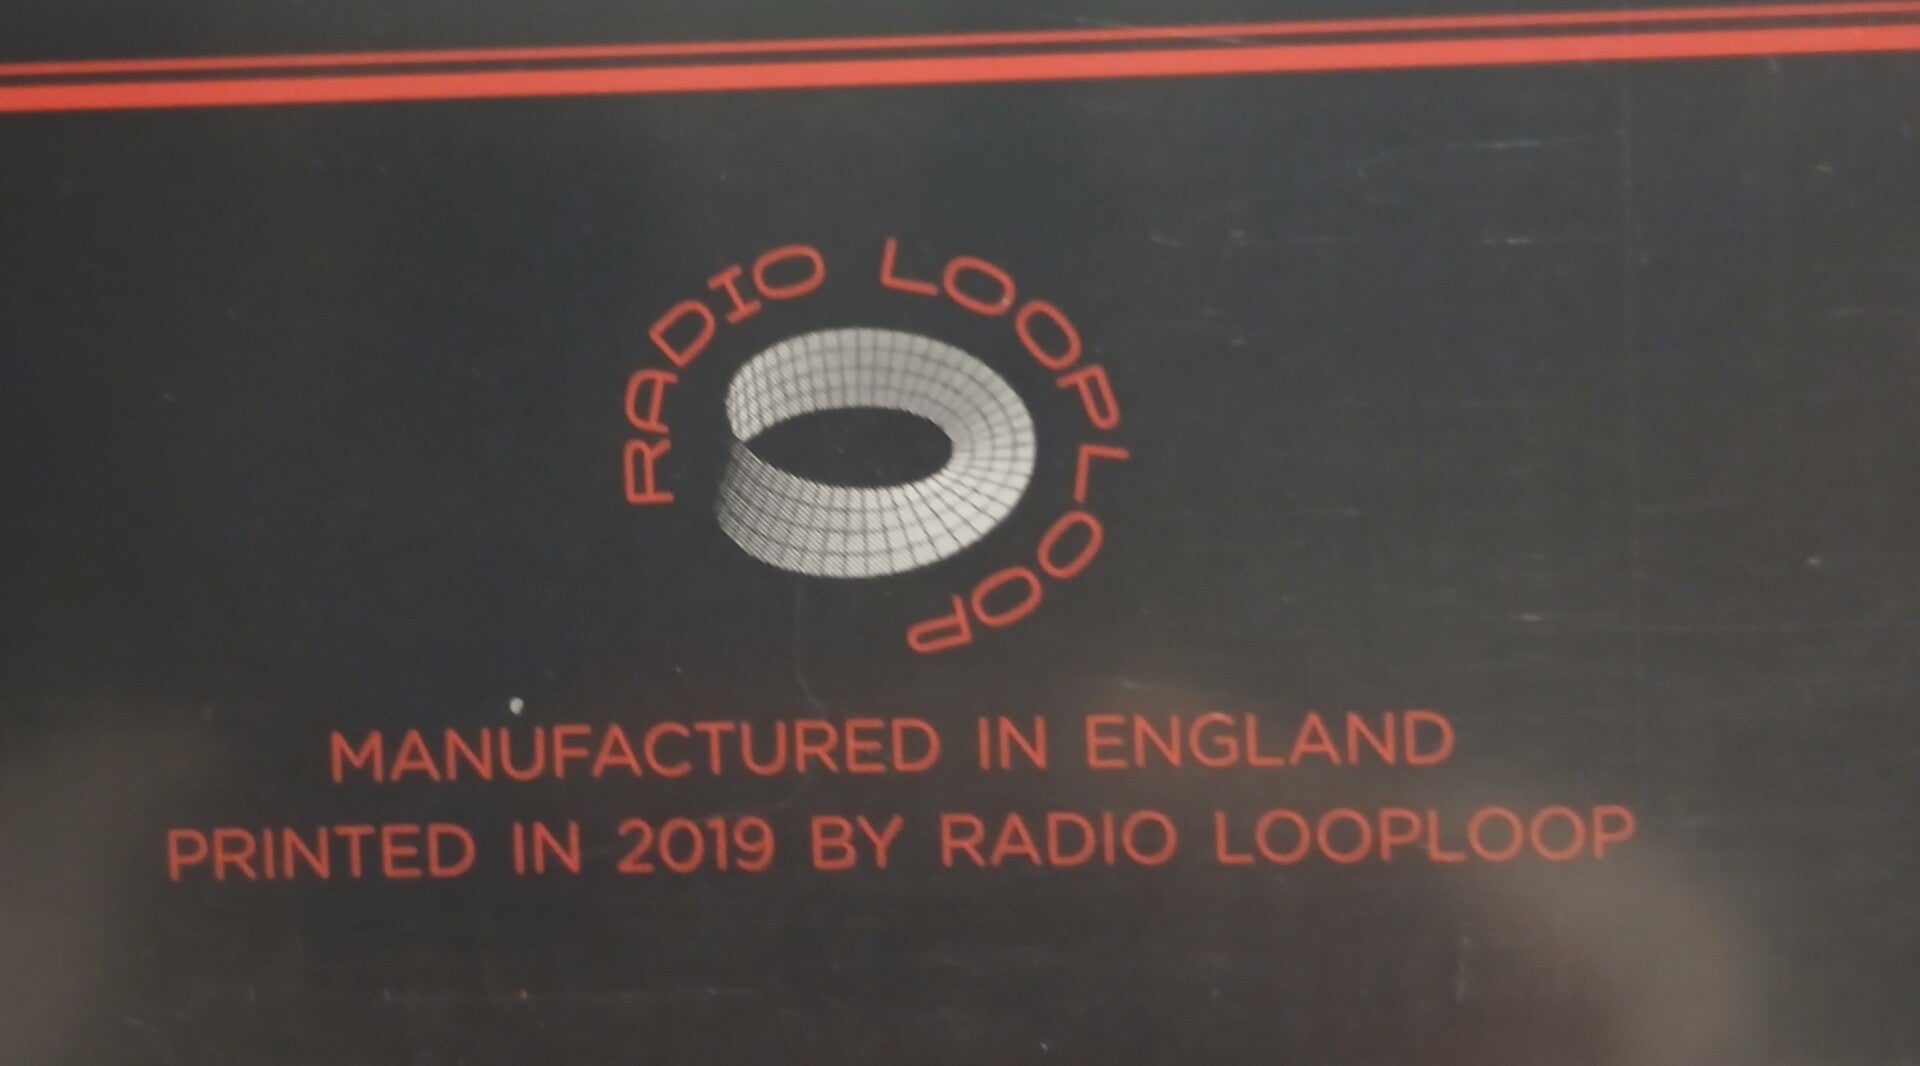 RADIO LOOPLOOP
MANUFACTURED IN ENGLAND
PRINTED IN 2019 BY RADIO LOOPLOOP